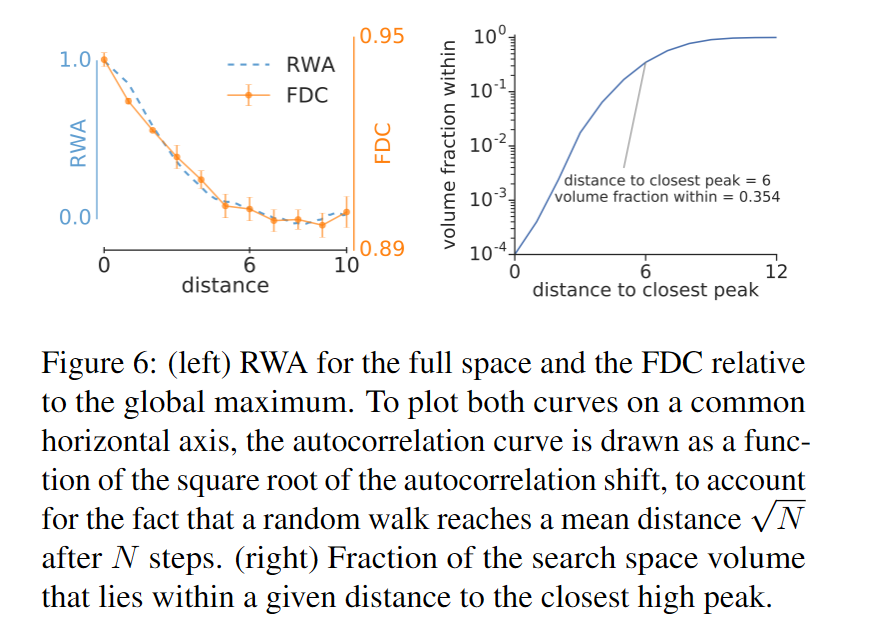 1.0
RWA
0.0
RWA
FDC
0.95
FDC
0.89
0
6
10
distance
volume fraction within
10⁰
10⁻¹
10⁻²
10⁻³
10⁻⁴
distance to closest peak = 6
volume fraction within = 0.354
0
6
12
distance to closest peak
Figure 6: (left) RWA for the full space and the FDC relative
to the global maximum. To plot both curves on a common
horizontal axis, the autocorrelation curve is drawn as a func-
tion of the square root of the autocorrelation shift, to account
for the fact that a random walk reaches a mean distance √N
after N steps. (right) Fraction of the search space volume
that lies within a given distance to the closest high peak.